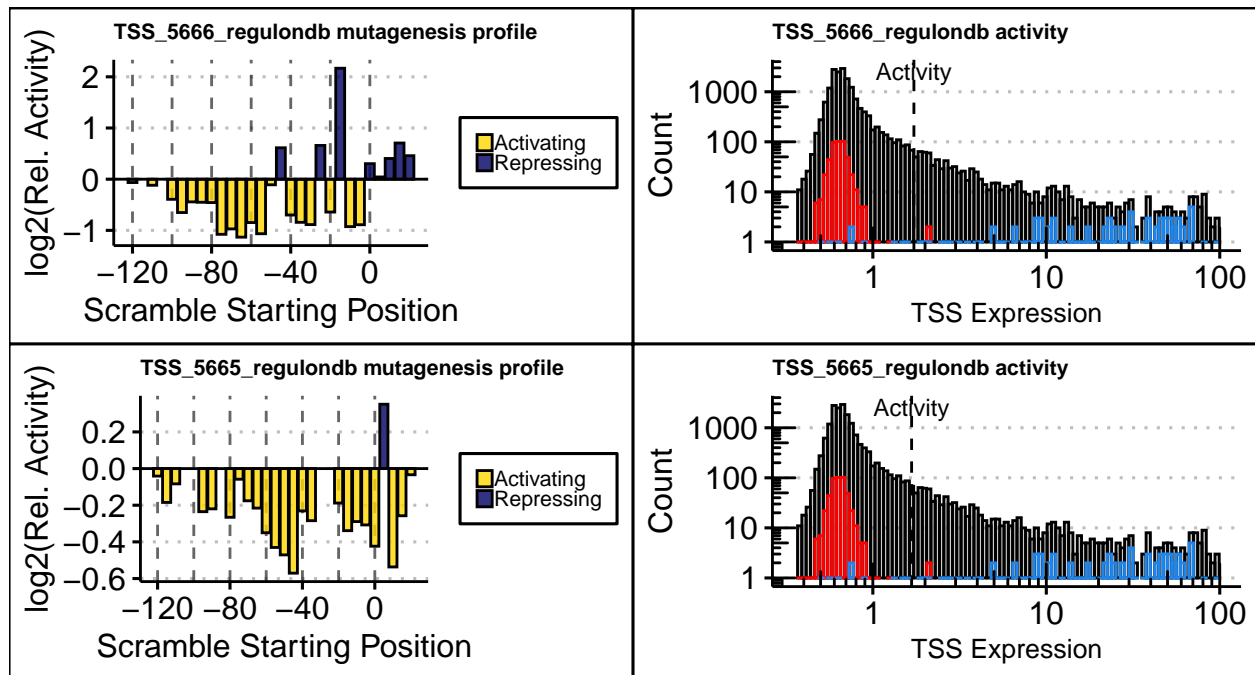 TSS_5666_regulondb mutagenesis profile
log2(Rel. Activity)
2
1
0
−1
−120
−80
−40
0
Scramble Starting Position
Activating
Repressing
TSS_5666_regulondb activity
Activity
Count
1000
100
10
1
1
10
100
TSS Expression
TSS_5665_regulondb mutagenesis profile
log2(Rel. Activity)
0.2
0.0
−0.2
−0.4
−0.6
−120
−80
−40
0
Scramble Starting Position
Activating
Repressing
TSS_5665_regulondb activity
Activity
Count
1000
100
10
1
1
10
100
TSS Expression